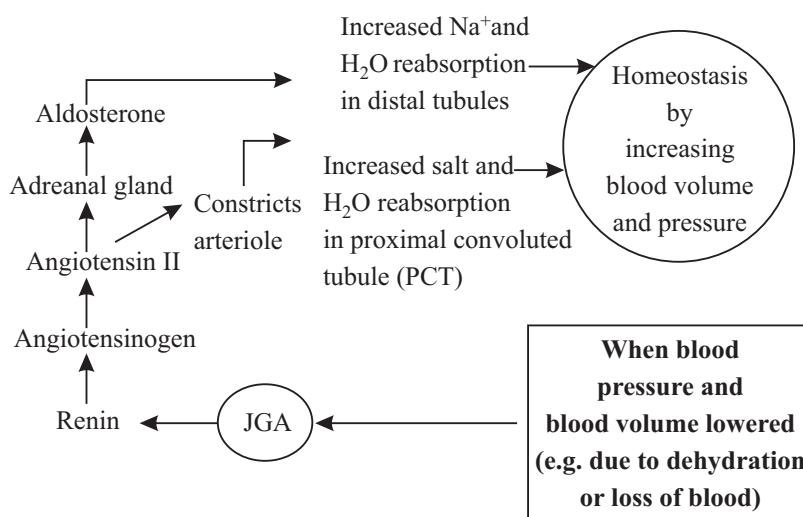 Increased Na⁺and
H₂O reabsorption
in distal tubules
Homeostasis
by
increasing
blood volume
and pressure
Aldosterone
Adreanal gland
Constricts
arteriole
Increased salt and
H₂O reabsorption
in proximal convoluted
tubule (PCT)
Angiotensin II
Angiotensinogen
Renin
JGA
When blood
pressure and
blood volume lowered
(e.g. due to dehydration
or loss of blood)